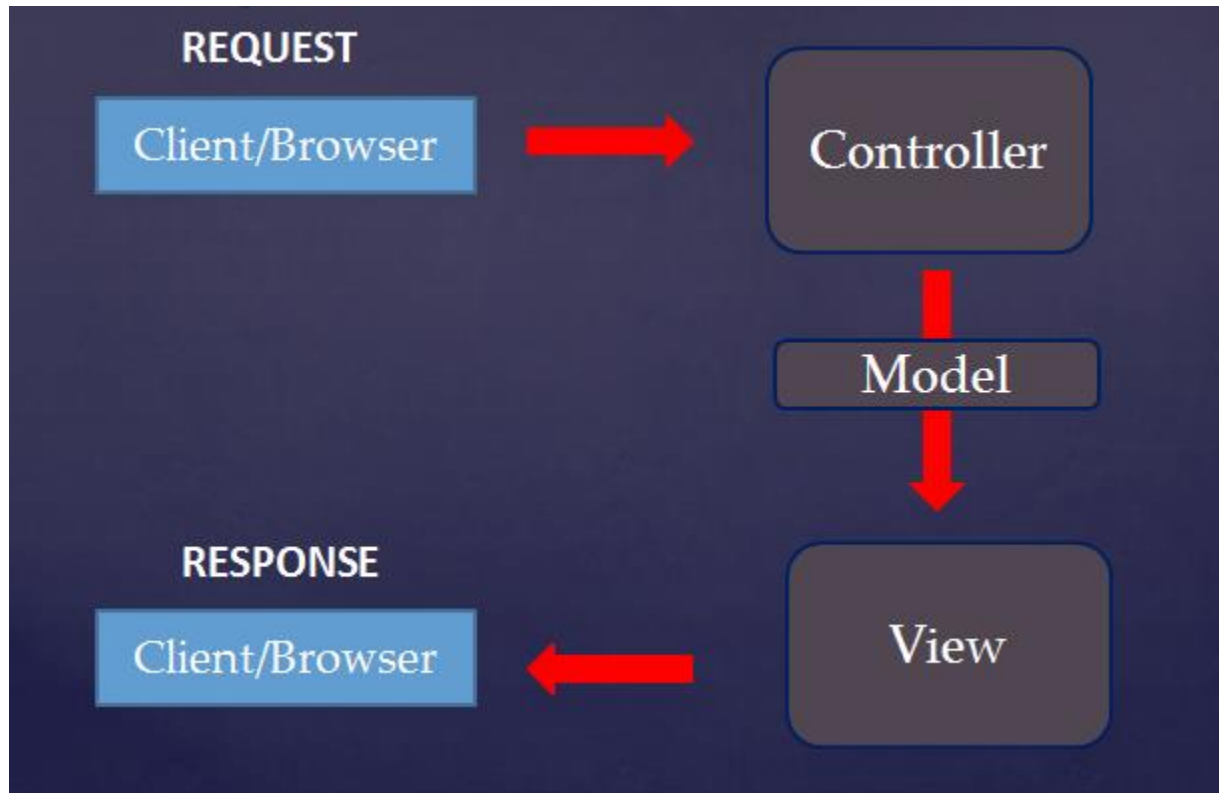 REQUEST
Client/Browser
Controller
Model
RESPONSE
Client/Browser
View